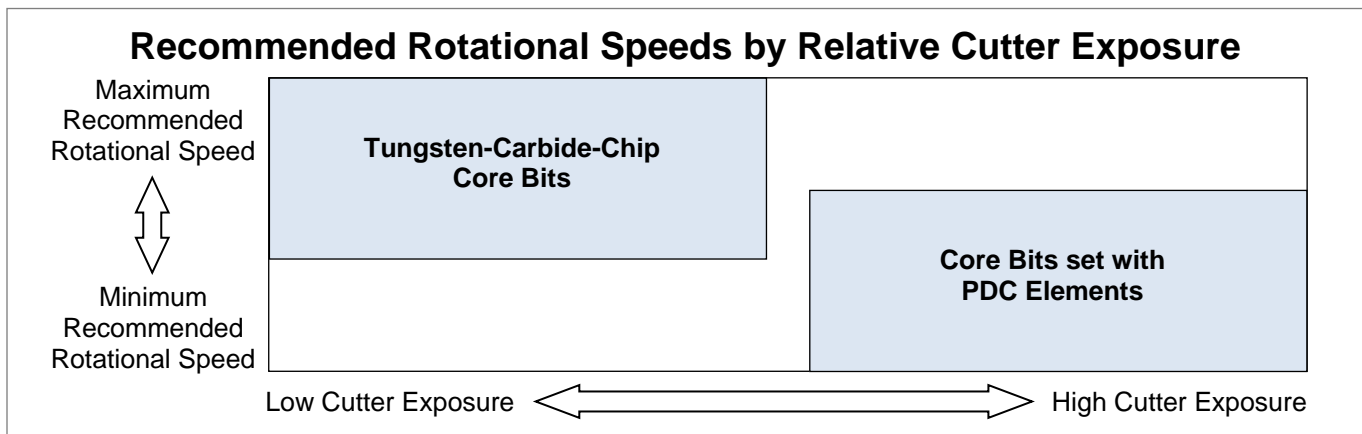 Recommended Rotational Speeds by Relative Cutter Exposure
Maximum
Recommended
Rotational Speed
Tungsten-Carbide-Chip
Core Bits
Core Bits set with
PDC Elements
Minimum
Recommended
Rotational Speed
Low Cutter Exposure
High Cutter Exposure